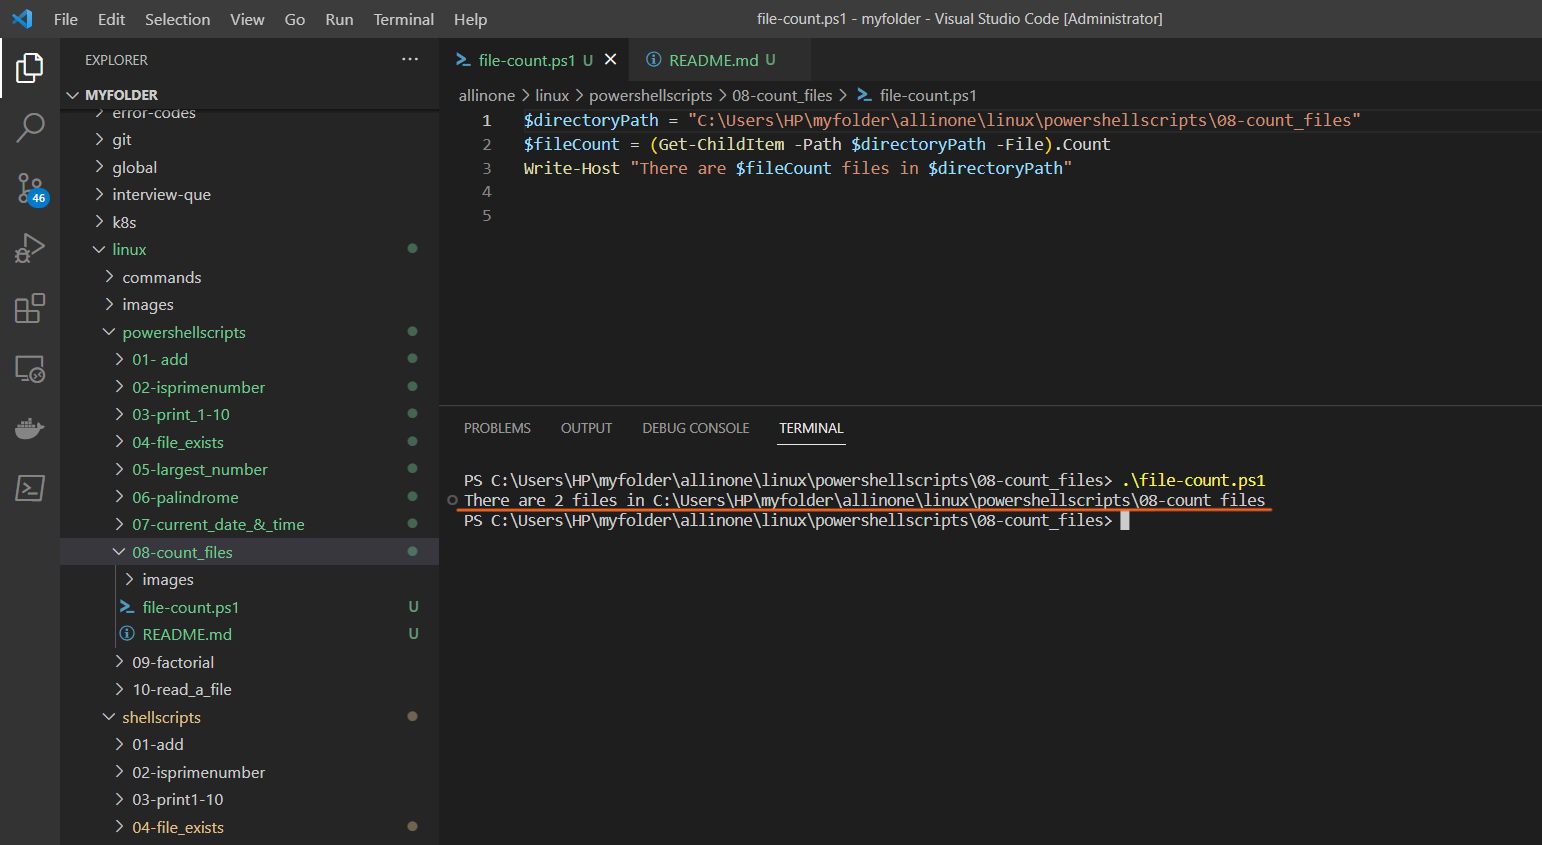 File Edit Selection View Go Run Terminal Help
file-count.ps1 - myfolder - Visual Studio Code [Administrator]
EXPLORER ...
MYFOLDER
error-codes
git
global
interview-que
k8s
linux
commands
images
powershellscripts
01- add
02-isprimenumber
03-print_1-10
04-file_exists
05-largest_number
06-palindrome
07-current_date_&_time
08-count_files
images
file-count.ps1 U
README.md U
09-factorial
10-read_a_file
shellscripts
01-add
02-isprimenumber
03-print1-10
04-file_exists
46
file-count.ps1 U
README.md U
allinone > linux > powershellscripts > 08-count_files > file-count.ps1
1 $directoryPath = "C:\Users\HP\myfolder\allinone\linux\powershellscripts\08-count_files"
2 $fileCount = (Get-ChildItem -Path $directoryPath -File).Count
3 Write-Host "There are $fileCount files in $directoryPath"
4
5
PROBLEMS OUTPUT DEBUG CONSOLE TERMINAL
PS C:\Users\HP\myfolder\allinone\linux\powershellscripts\08-count_files> .\file-count.ps1
There are 2 files in C:\Users\HP\myfolder\allinone\linux\powershellscripts\08-count_files
PS C:\Users\HP\myfolder\allinone\linux\powershellscripts\08-count_files>